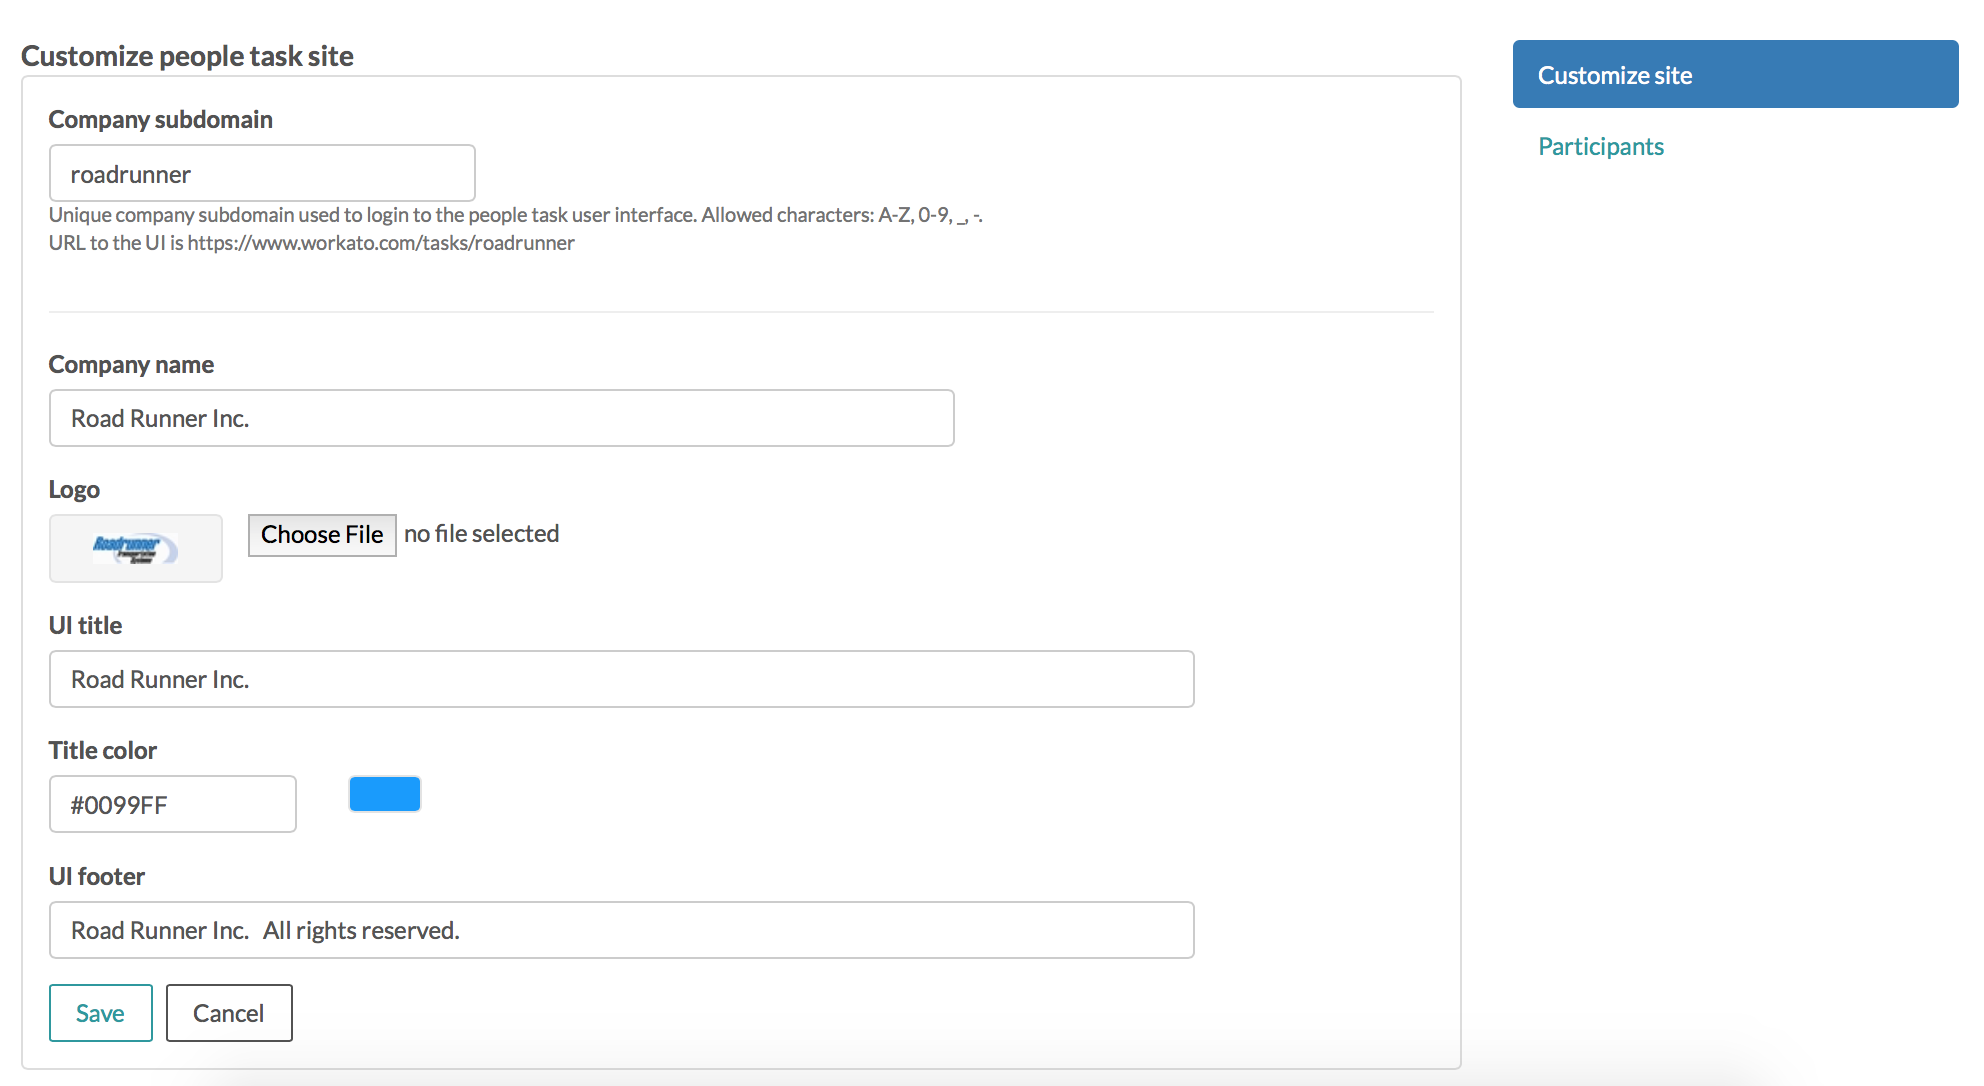 Customize people task site
Customize site
Participants
Company subdomain
roadrunner
Unique company subdomain used to login to the people task user interface. Allowed characters: A-Z, 0-9, _, -.
URL to the UI is https://www.workato.com/tasks/roadrunner
Company name
Road Runner Inc.
Logo
Roadrunner
Transportation
Systems
Choose File no file selected
UI title
Road Runner Inc.
Title color
#0099FF
UI footer
Road Runner Inc.  All rights reserved.
Save Cancel